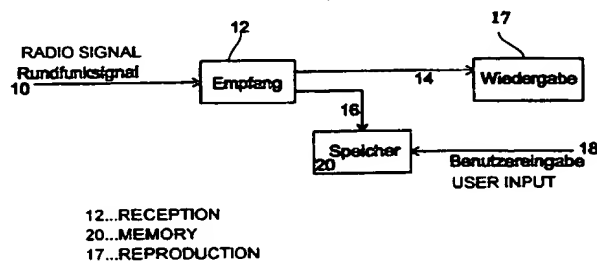 12
17
RADIO SIGNAL
Rundfunksignal
10
Empfang
14
Wiedergabe
16
20 Speicher
18
Benutzereingabe
USER INPUT
12...RECEPTION
20...MEMORY
17...REPRODUCTION